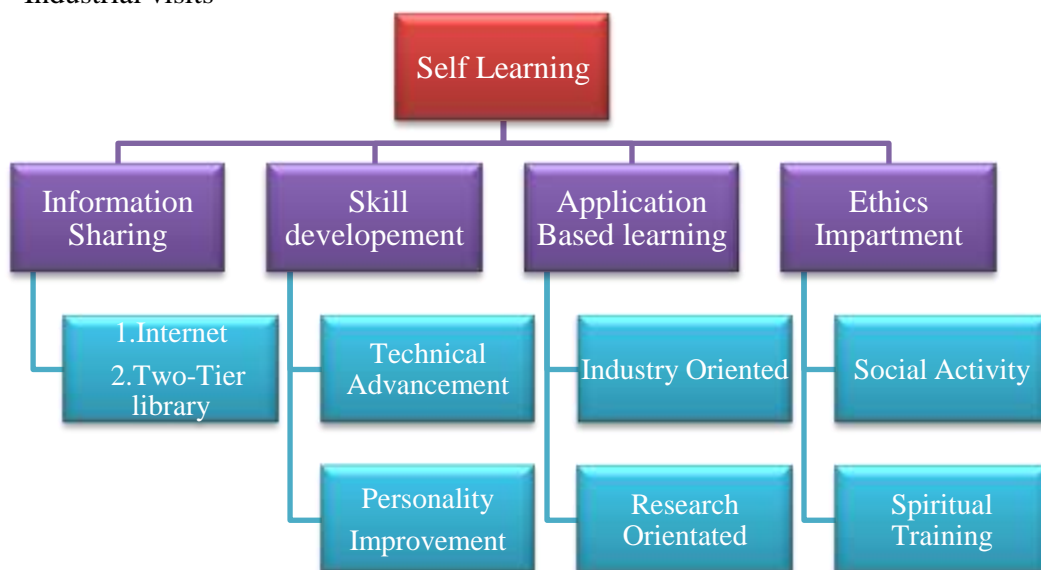 Industrial visits
Self Learning
Information
Sharing
Skill
developement
Application
Based learning
Ethics
Impartment
1.Internet
2.Two-Tier
library
Technical
Advancement
Industry Oriented
Social Activity
Personality
Improvement
Research
Orientated
Spiritual
Training